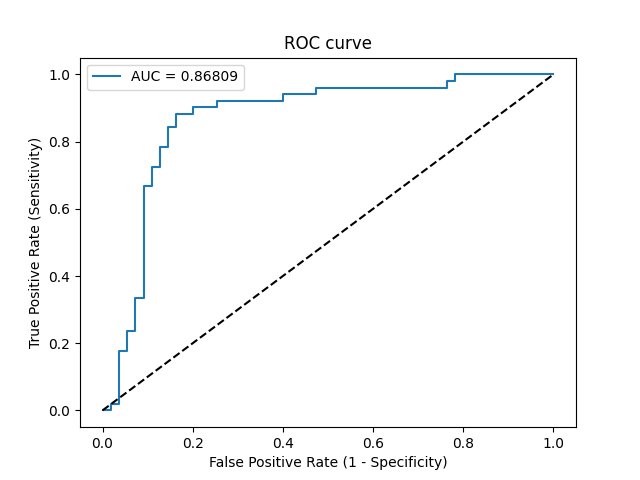 ROC curve
AUC = 0.86809
True Positive Rate (Sensitivity)
1.0
0.8
0.6
0.4
0.2
0.0
0.0 0.2 0.4 0.6 0.8 1.0
False Positive Rate (1 - Specificity)